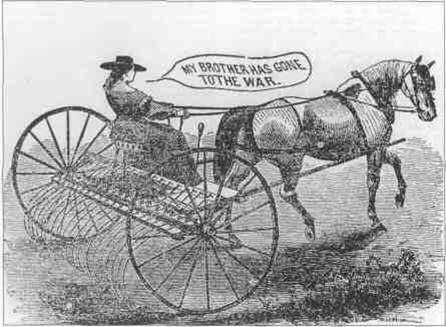 MY BROTHER HAS GONE
TO THE WAR.